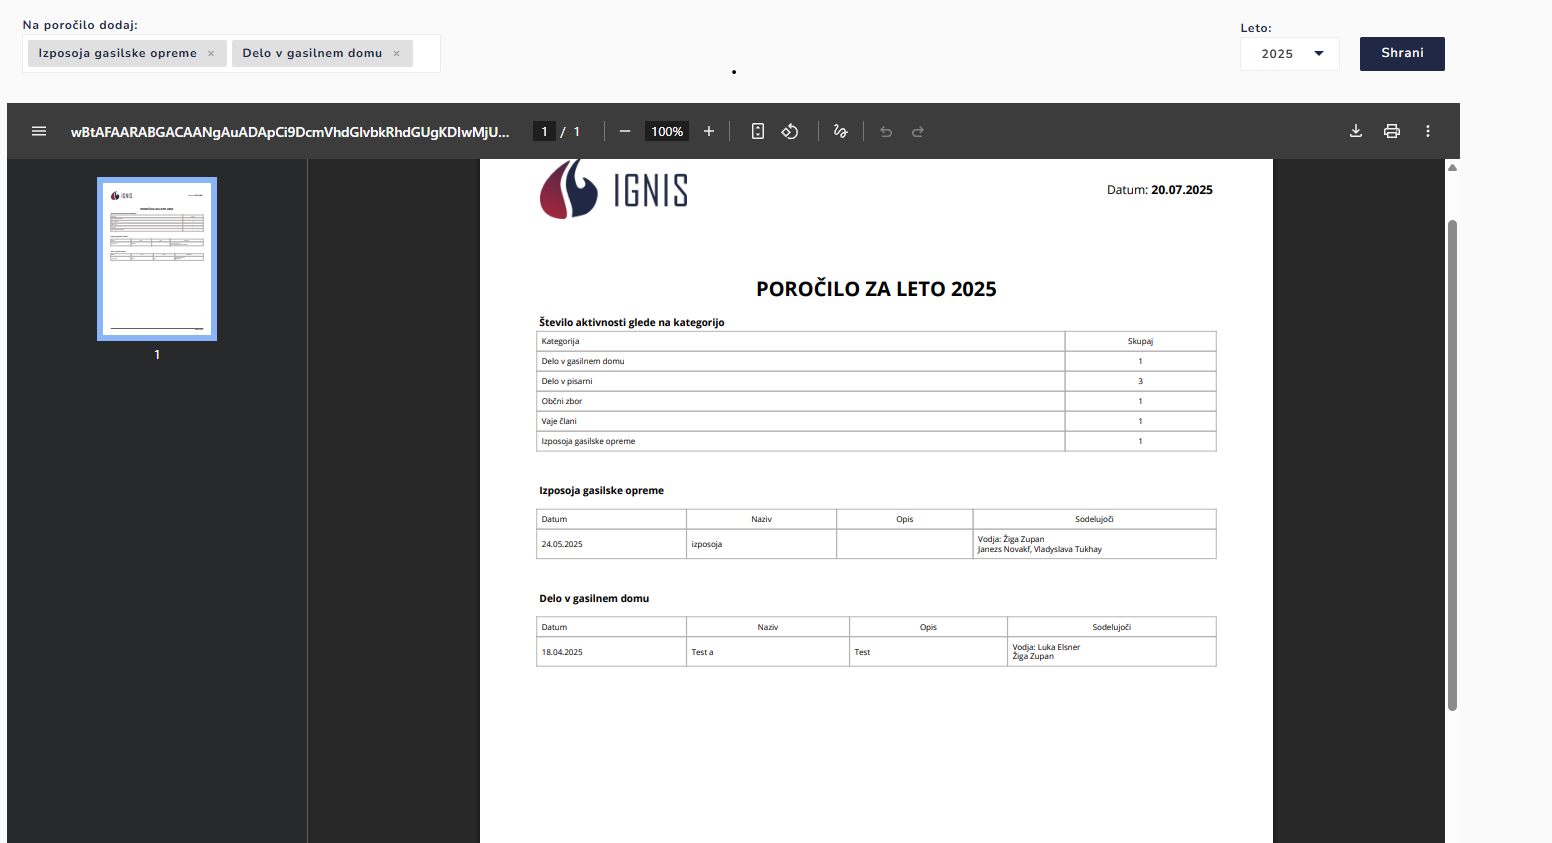 Na poročilo dodaj:
Izposoja gasilske opreme × Delo v gasilnem domu ×
Leto:
2025
Shrani
wBtAFAARABGACAANgAuADApCi9DcmVhdGlvbkRhdGUgKDIwMjU... 1 / 1 100%
1
IGNIS
Datum: 20.07.2025
POROČILO ZA LETO 2025
Število aktivnosti glede na kategorijo
Kategorija Skupaj
Delo v gasilnem domu 1
Delo v pisarni 3
Občni zbor 1
Vaje člani 1
Izposoja gasilske opreme 1
Izposoja gasilske opreme
Datum Naziv Opis Sodelujoči
24.05.2025 izposoja Vodja: Žiga Zupan
Janezs Novakf, Vladyslava Tukhay
Delo v gasilnem domu
Datum Naziv Opis Sodelujoči
18.04.2025 Test a Test Vodja: Luka Elsner
Žiga Zupan